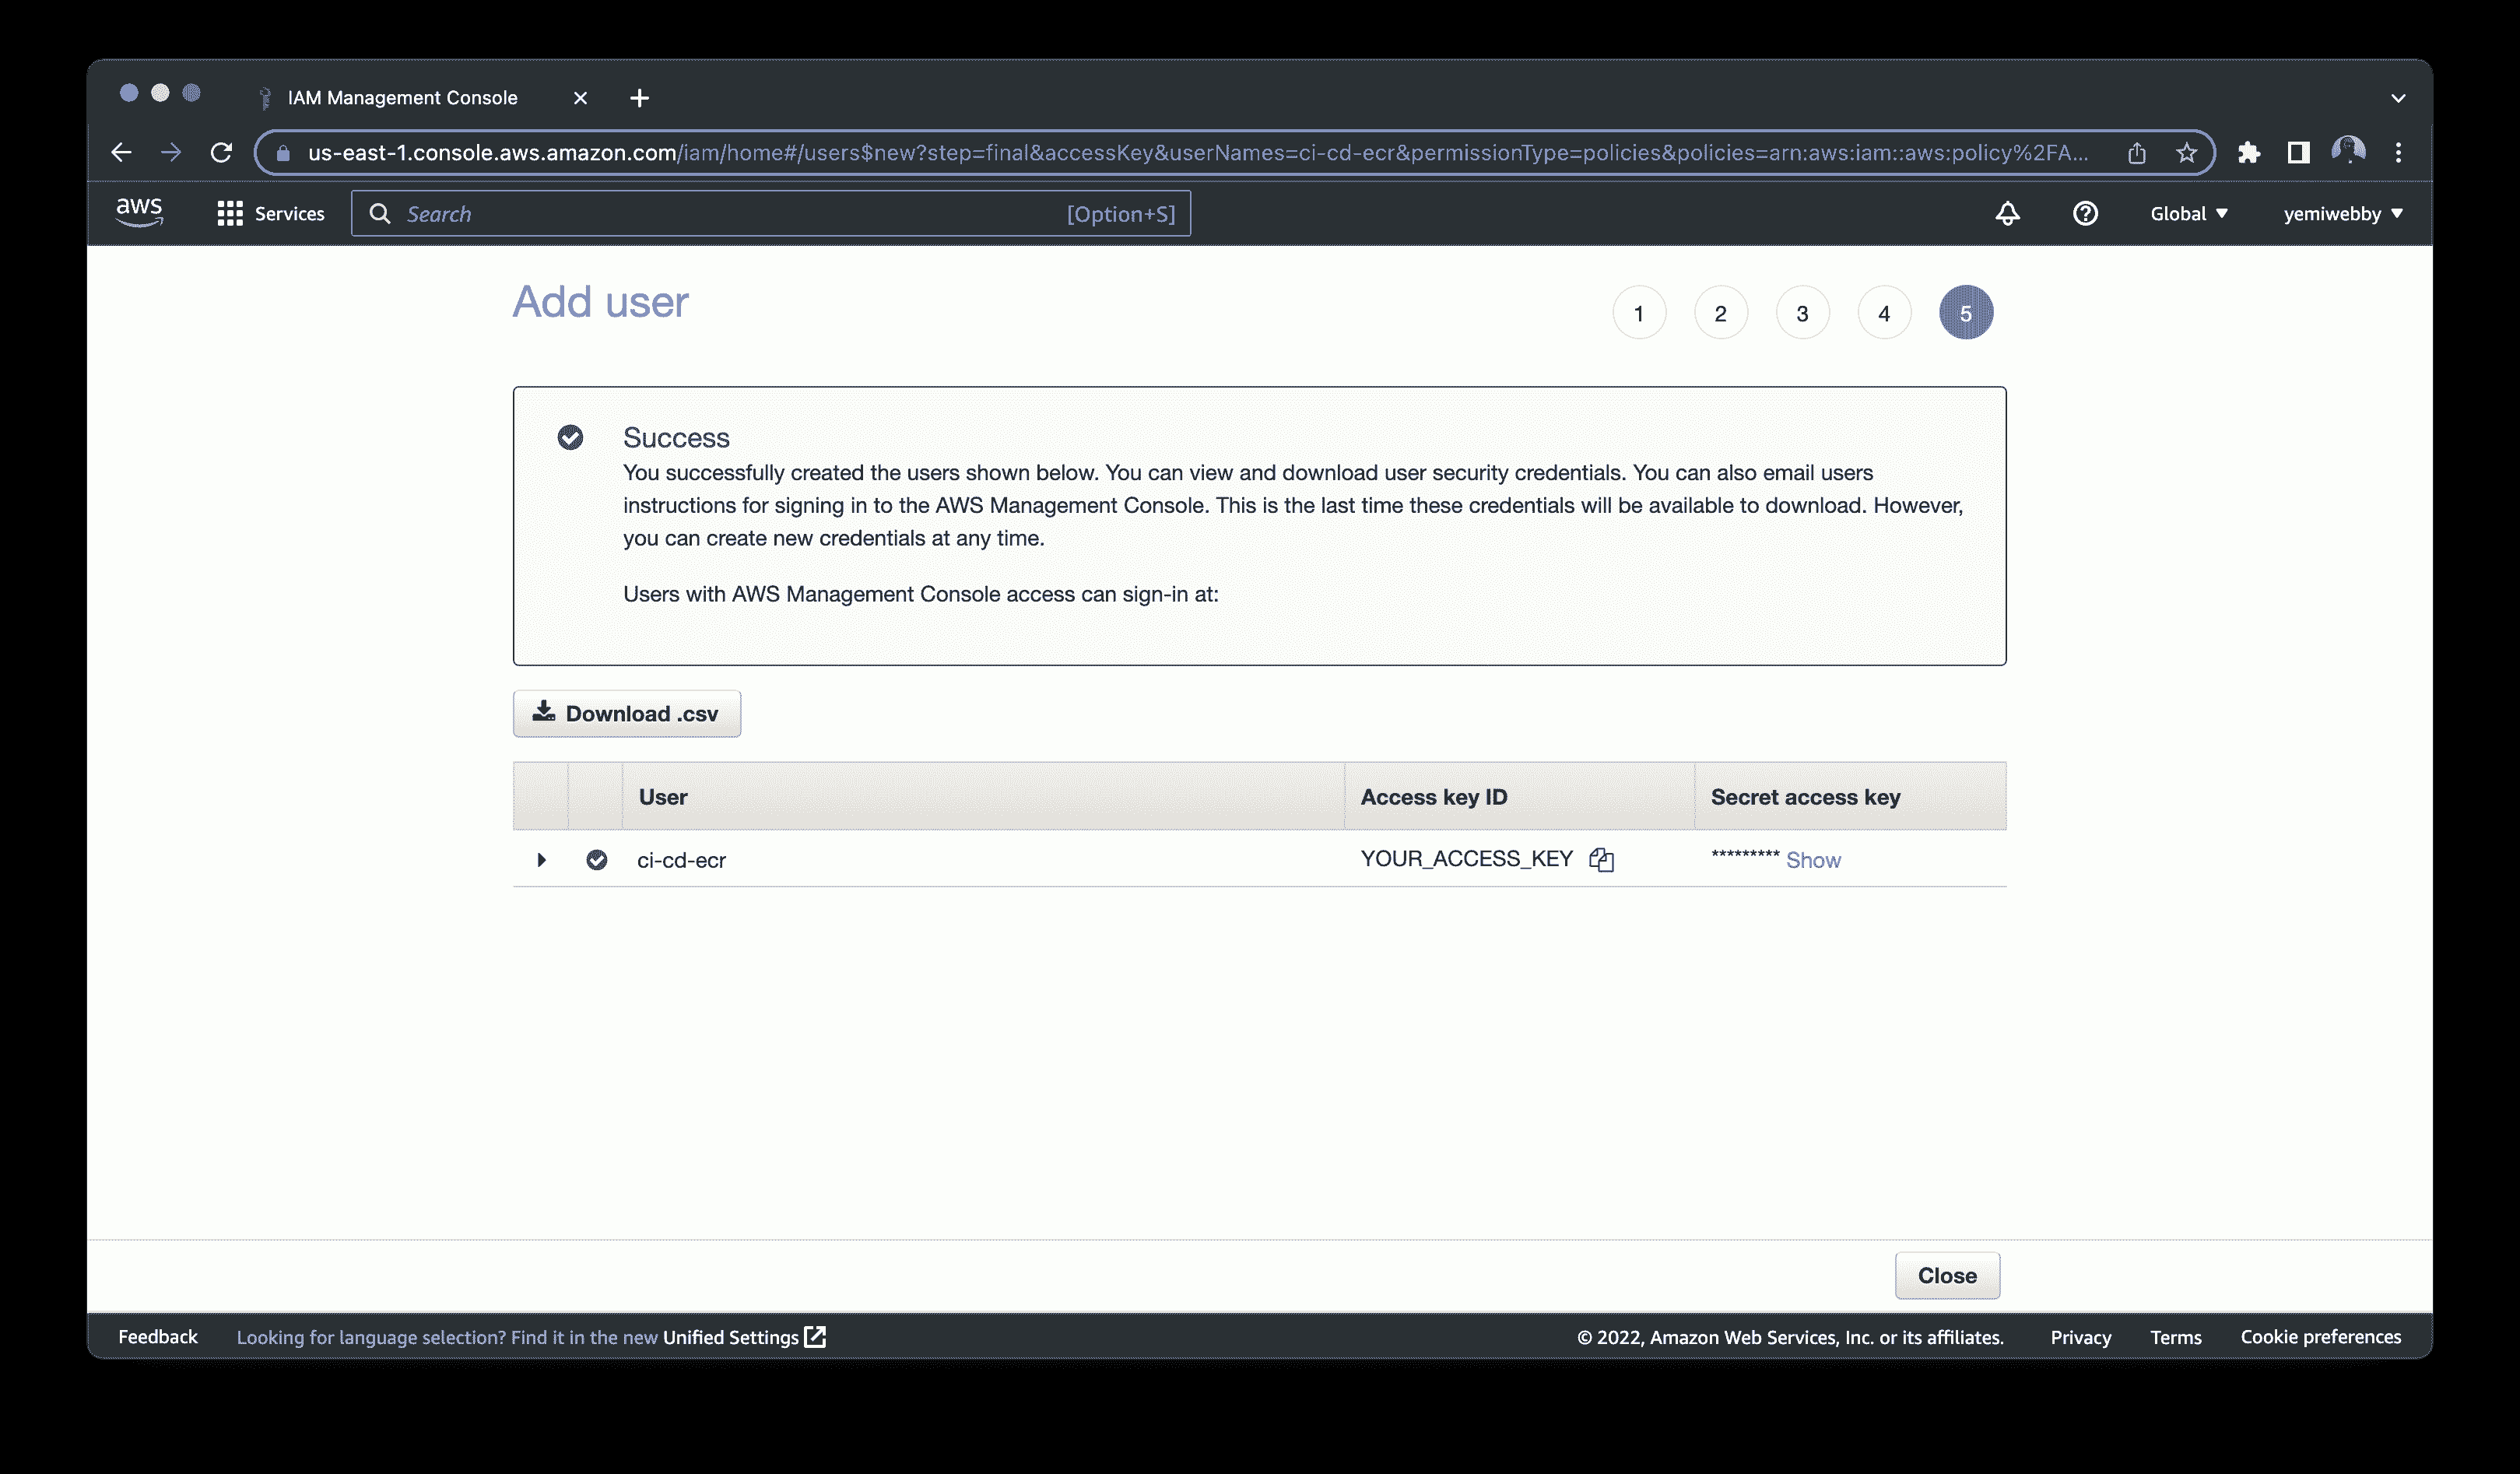 IAM Management Console
us-east-1.console.aws.amazon.com/iam/home#/users$new?step=final&accessKey&userNames=ci-cd-ecr&permissionType=policies&policies=arn:aws:iam::aws:policy%2FA...
aws Services Search [Option+S] Global yemiwebby
Add user 1 2 3 4 5
Success
You successfully created the users shown below. You can view and download user security credentials. You can also email users
instructions for signing in to the AWS Management Console. This is the last time these credentials will be available to download. However,
you can create new credentials at any time.
Users with AWS Management Console access can sign-in at:
Download .csv
User Access key ID Secret access key
ci-cd-ecr YOUR_ACCESS_KEY ********* Show
Close
Feedback Looking for language selection? Find it in the new Unified Settings © 2022, Amazon Web Services, Inc. or its affiliates. Privacy Terms Cookie preferences